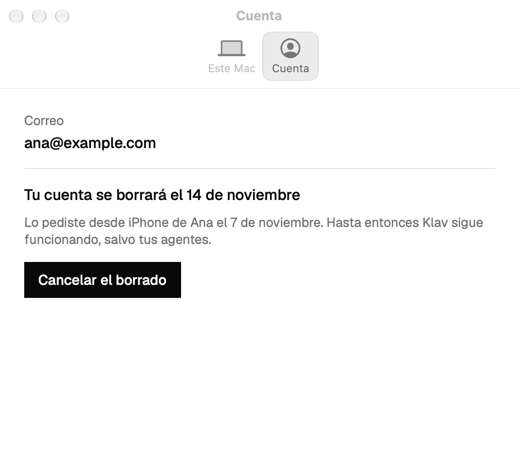 Cuenta
Este Mac
Cuenta
Correo
ana@example.com
Tu cuenta se borrará el 14 de noviembre
Lo pediste desde iPhone de Ana el 7 de noviembre. Hasta entonces Klav sigue
funcionando, salvo tus agentes.
Cancelar el borrado